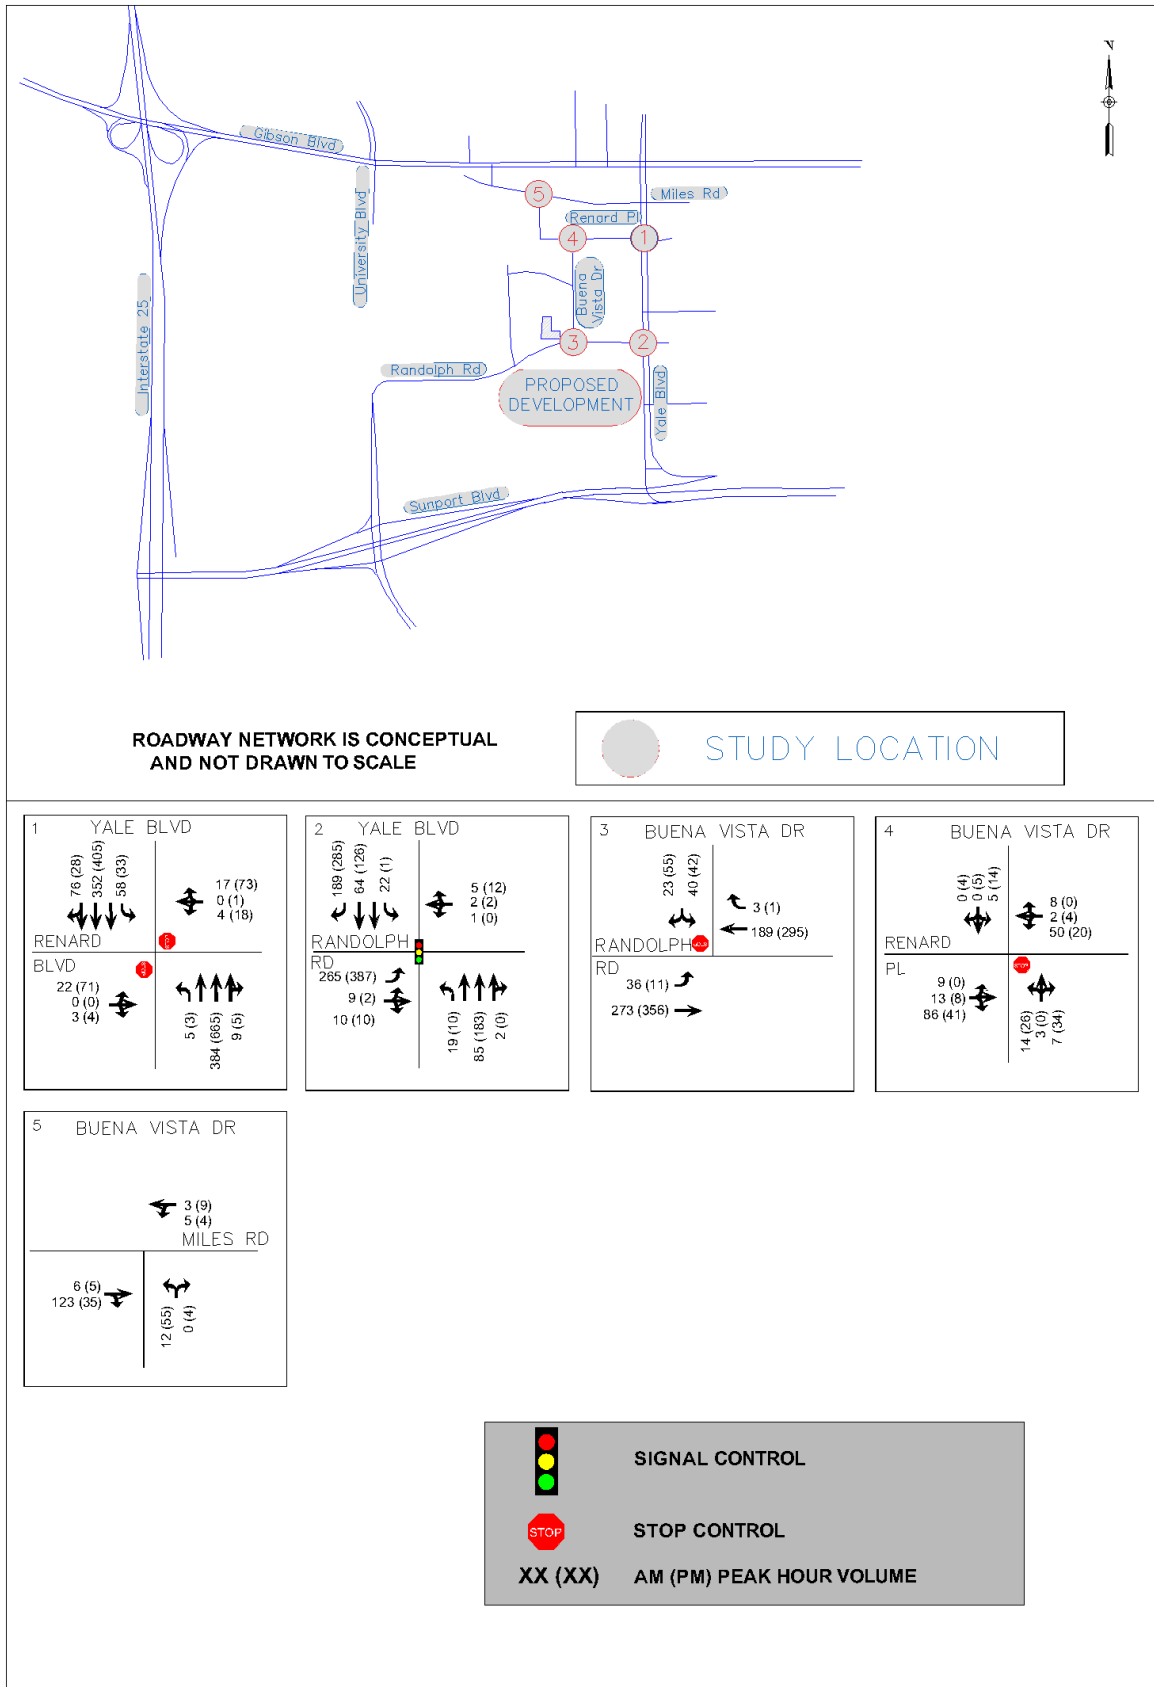 N
Gibson Blvd
University Blvd
Miles Rd
5
Renard Pl
4
1
Buena
Vista Dr
Interstate 25
3
2
Randolph Rd
PROPOSED
DEVELOPMENT
Yale Blvd
Sunport Blvd
ROADWAY NETWORK IS CONCEPTUAL
AND NOT DRAWN TO SCALE
STUDY LOCATION
1
YALE BLVD
76 (28)
352 (405)
58 (33)
17 (73)
0 (1)
4 (18)
RENARD
BLVD
22 (71)
0 (0)
3 (4)
5 (3)
384 (665)
9 (5)
2
YALE BLVD
189 (285)
64 (126)
22 (1)
5 (12)
2 (2)
1 (0)
RANDOLPH
RD
265 (387)
9 (2)
10 (10)
19 (10)
85 (183)
2 (0)
3
BUENA VISTA DR
23 (55)
40 (42)
3 (1)
189 (295)
RANDOLPH
RD
36 (11)
273 (356)
4
BUENA VISTA DR
0 (4)
0 (5)
5 (14)
8 (0)
2 (4)
50 (20)
RENARD
PL
STOP
9 (0)
13 (8)
86 (41)
14 (26)
3 (0)
7 (34)
5
BUENA VISTA DR
3 (9)
5 (4)
MILES RD
6 (5)
123 (35)
12 (55)
0 (4)
SIGNAL CONTROL
STOP
STOP CONTROL
XX (XX)
AM (PM) PEAK HOUR VOLUME